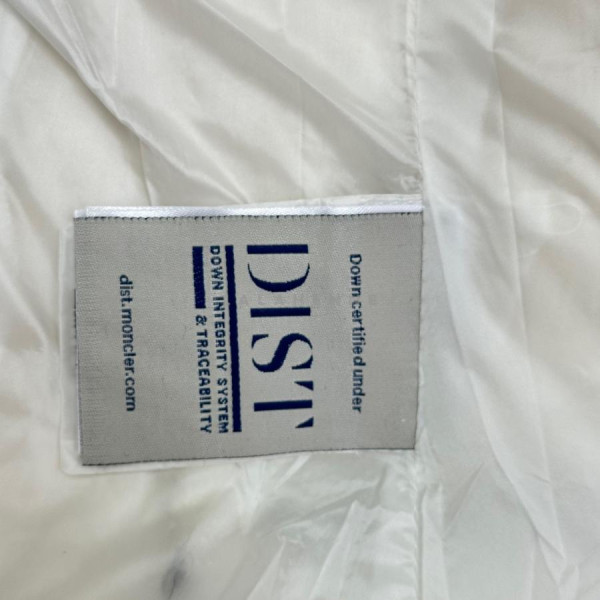 Down certified under
DIST
DOWN INTEGRITY SYSTEM
& TRACEABILITY
dist.moncler.com